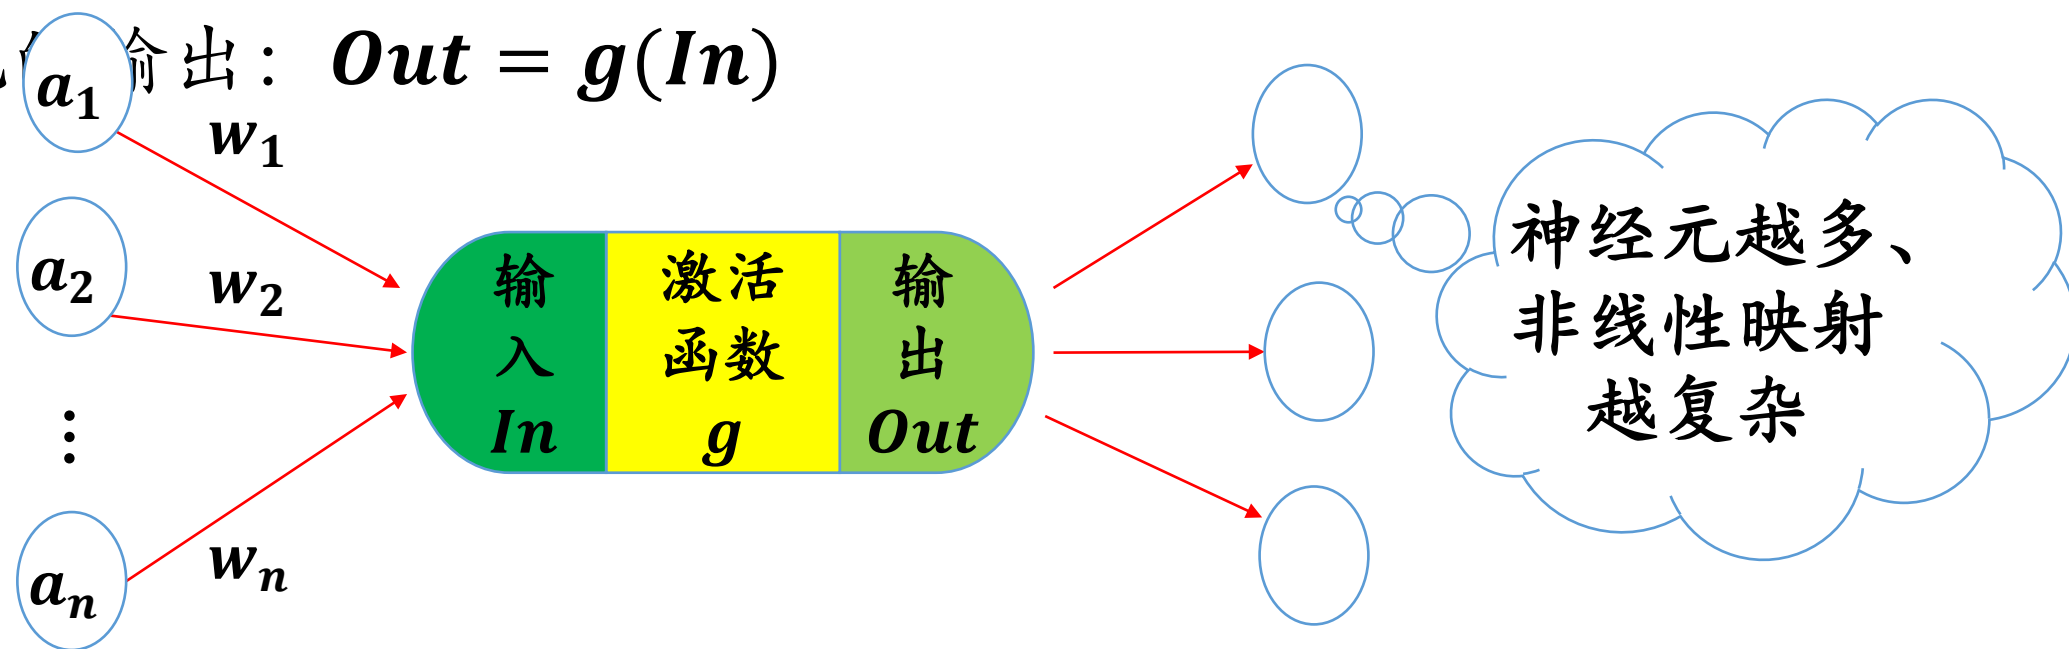 输出：Out = g(In)
a₁
w₁
a₂
w₂
⋮
aₙ
wₙ
输入 In
激活函数 g
输出 Out
神经元越多、
非线性映射
越复杂